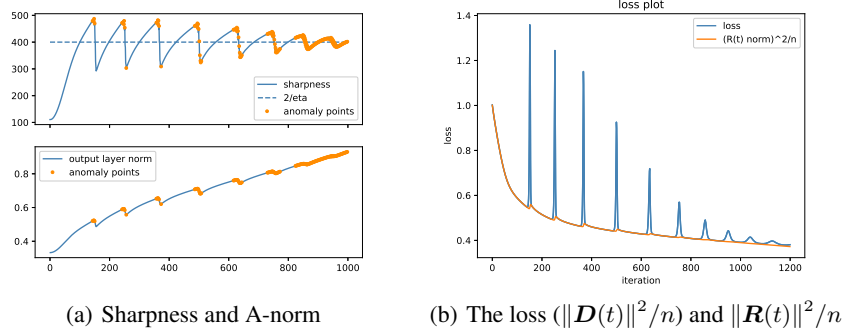 500
400
300
200
100
sharpness
2/eta
anomaly points
0.8
0.6
0.4
output layer norm
anomaly points
0 200 400 600 800 1000
(a) Sharpness and A-norm
loss plot
1.4
1.2
1.0
0.8
0.6
0.4
loss
loss
(R(t) norm)^2/n
0 200 400 600 800 1000 1200
iteration
(b) The loss (∥D(t)∥²/n) and ∥R(t)∥²/n